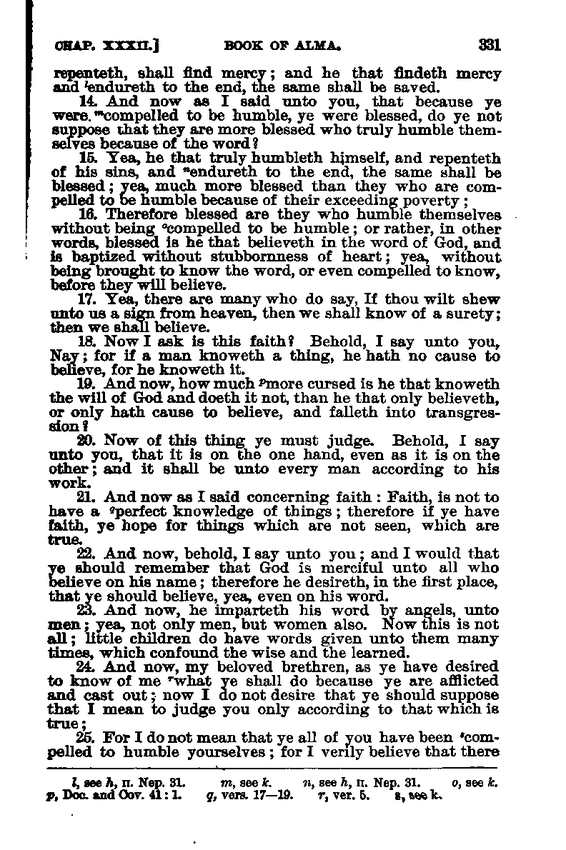 CHAP. XXXII.] BOOK OF ALMA. 331
repenteth, shall find mercy; and he that findeth mercy
and ˡendureth to the end, the same shall be saved.
14. And now as I said unto you, that because ye
were ᵐcompelled to be humble, ye were blessed, do ye not
suppose that they are more blessed who truly humble them-
selves because of the word?
15. Yea, he that truly humbleth himself, and repenteth
of his sins, and ⁿendureth to the end, the same shall be
blessed; yea, much more blessed than they who are com-
pelled to be humble because of their exceeding poverty;
16. Therefore blessed are they who humble themselves
without being ᵒcompelled to be humble; or rather, in other
words, blessed is he that believeth in the word of God, and
is baptized without stubbornness of heart; yea, without
being brought to know the word, or even compelled to know,
before they will believe.
17. Yea, there are many who do say, If thou wilt shew
unto us a sign from heaven, then we shall know of a surety;
then we shall believe.
18. Now I ask is this faith? Behold, I say unto you,
Nay; for if a man knoweth a thing, he hath no cause to
believe, for he knoweth it.
19. And now, how much ᵖmore cursed is he that knoweth
the will of God and doeth it not, than he that only believeth,
or only hath cause to believe, and falleth into transgres-
sion?
20. Now of this thing ye must judge. Behold, I say
unto you, that it is on the one hand, even as it is on the
other; and it shall be unto every man according to his
work.
21. And now as I said concerning faith: Faith, is not to
have a qperfect knowledge of things; therefore if ye have
faith, ye hope for things which are not seen, which are
true.
22. And now, behold, I say unto you; and I would that
ye should remember that God is merciful unto all who
believe on his name; therefore he desireth, in the first place,
that ye should believe, yea, even on his word.
23. And now, he imparteth his word by angels, unto
men; yea, not only men, but women also. Now this is not
all; little children do have words given unto them many
times, which confound the wise and the learned.
24. And now, my beloved brethren, as ye have desired
to know of me ʳwhat ye shall do because ye are afflicted
and cast out; now I do not desire that ye should suppose
that I mean to judge you only according to that which is
true;
25. For I do not mean that ye all of you have been ˢcom-
pelled to humble yourselves; for I verily believe that there
l, see h, II. Nep. 31. m, see k. n, see h, II. Nep. 31. o, see k.
p, Doc. and Cov. 41:1. q, vers. 17—19. r, ver. 5. s, see k.